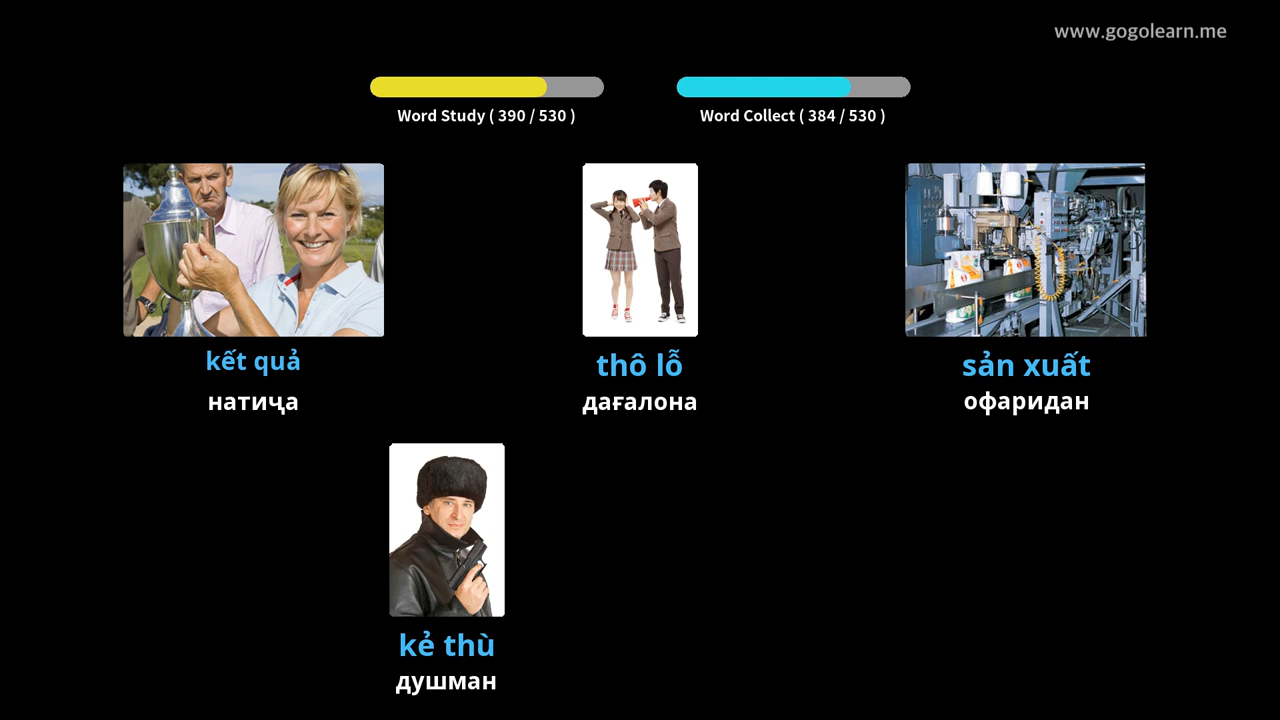 www.gogolearn.me
Word Study ( 390 / 530 )
Word Collect ( 384 / 530 )
kết quả
натиҷа
thô lỗ
дағалона
sản xuất
офаридан
kẻ thù
душман